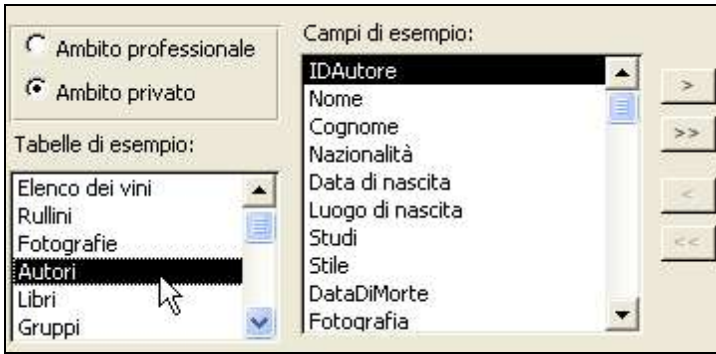 Ambito professionale
Ambito privato
Tabelle di esempio:
Elenco dei vini
Rullini
Fotografie
Autori
Libri
Gruppi
Campi di esempio:
IDAutore
Nome
Cognome
Nazionalità
Data di nascita
Luogo di nascita
Studi
Stile
DataDiMorte
Fotografia
>
>>
<
<<